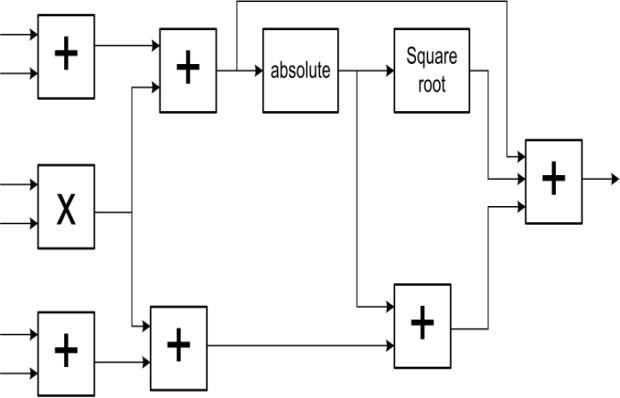 +
+
absolute
Square
root
X
+
+
+
+